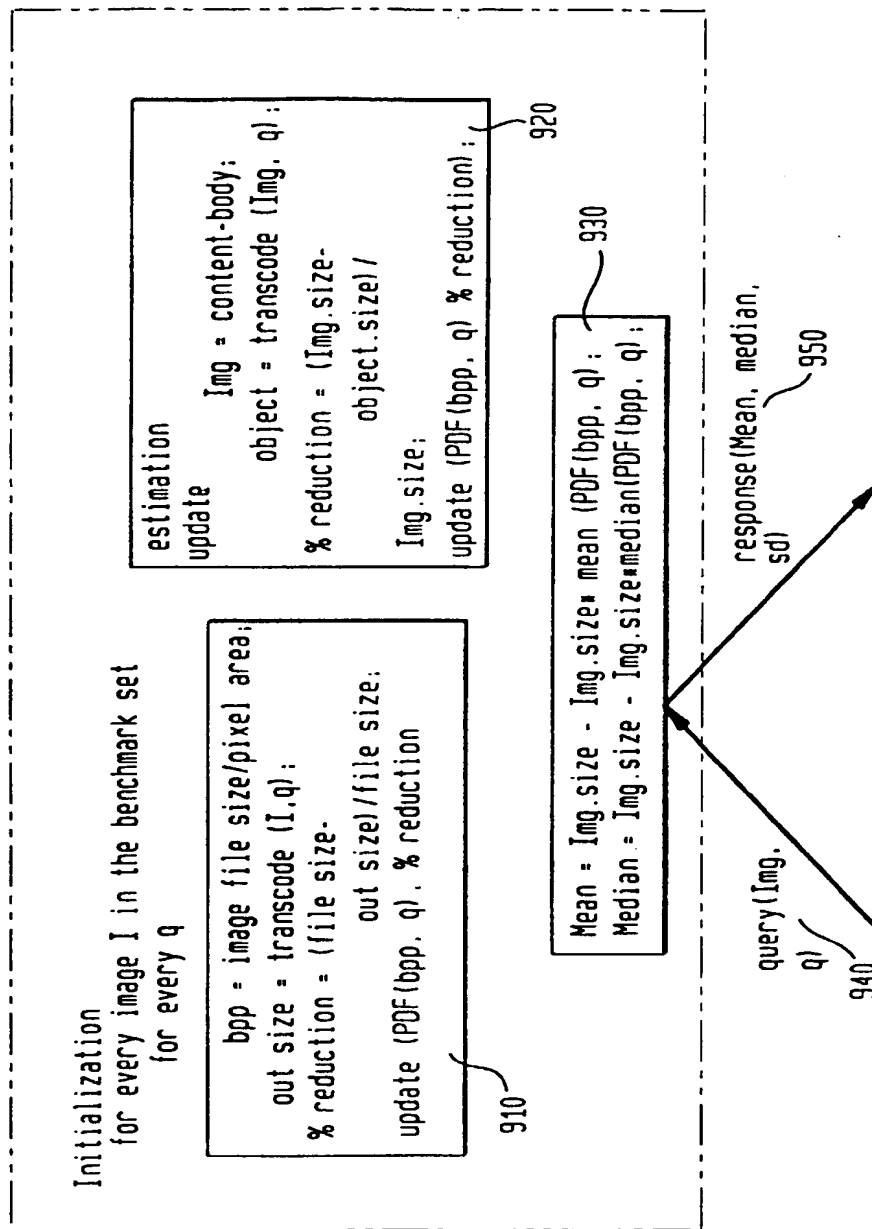 Initialization
for every image I in the benchmark set
for every q
bpp = image file size/pixel area;
out size = transcode (I,q);
% reduction = (file size-
out size)/file size;
update (PDF(bpp, q), % reduction
910
estimation
update
Img = content-body;
object = transcode (Img, q);
% reduction = (Img.size-
object.size)/
Img.size;
update (PDF(bpp, q) % reduction);
920
Mean = Img.size - Img.size* mean (PDF(bpp, q);
Median = Img.size - Img.size*median(PDF(bpp, q);
930
query(Img,
q)
940
response(Mean, median,
sd)
950